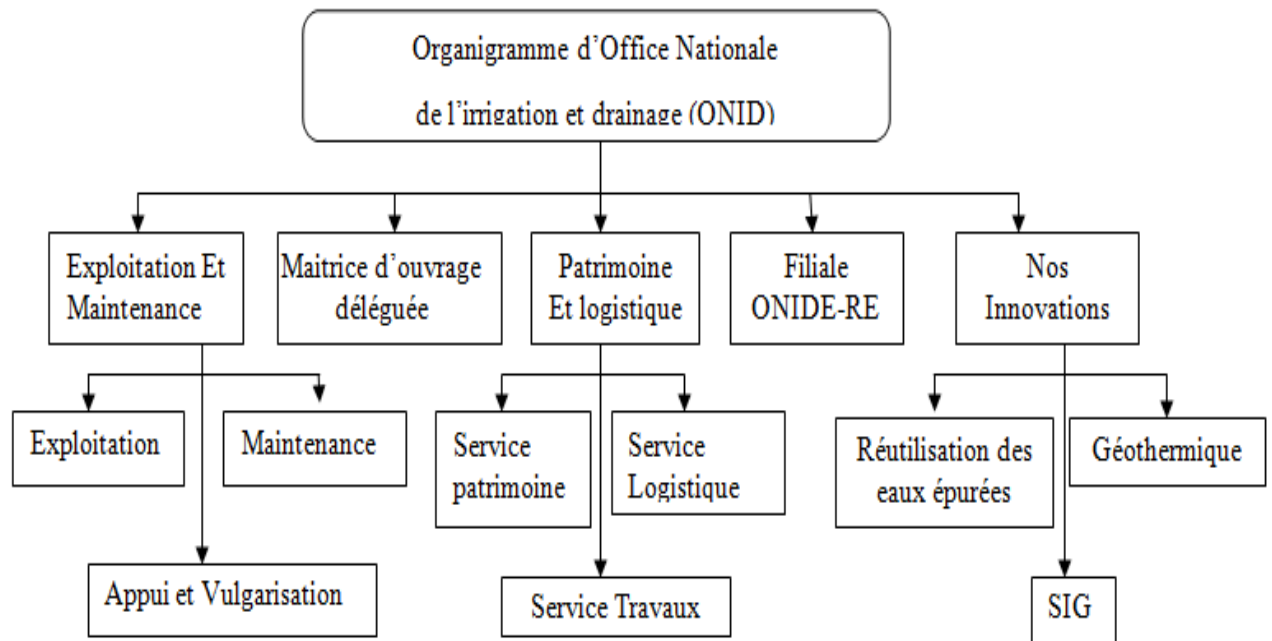 Organigramme d'Office Nationale
de l'irrigation et drainage (ONID)
Exploitation Et
Maintenance
Maitrice d'ouvrage
déléguée
Patrimoine
Et logistique
Filiale
ONIDE-RE
Nos
Innovations
Exploitation
Maintenance
Service
patrimoine
Service
Logistique
Réutilisation des
eaux épurées
Géothermique
Appui et Vulgarisation
Service Travaux
SIG